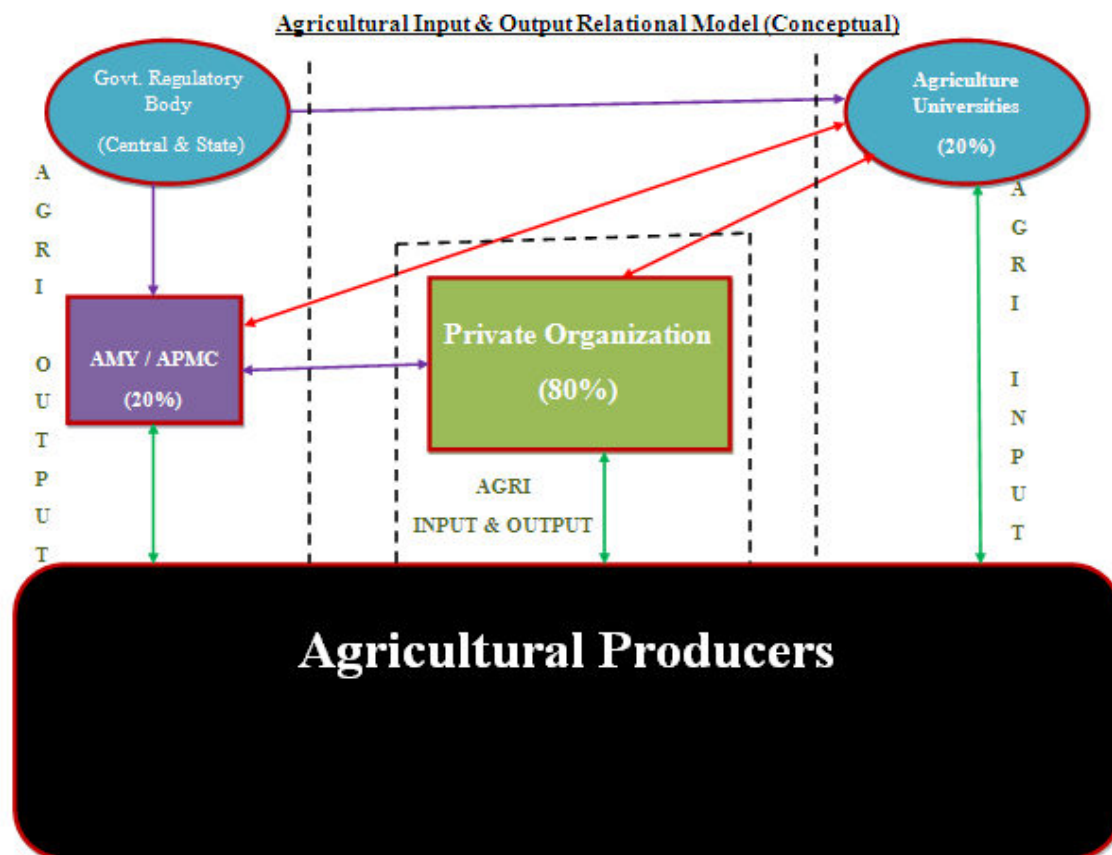 Agricultural Input & Output Relational Model (Conceptual)
Govt. Regulatory
Body
(Central & State)
Agriculture
Universities
(20%)
A
G
R
I
O
U
T
P
U
T
AMY / APMC
(20%)
Private Organization
(80%)
AGRI
INPUT & OUTPUT
A
G
R
I
I
N
P
U
T
Agricultural Producers